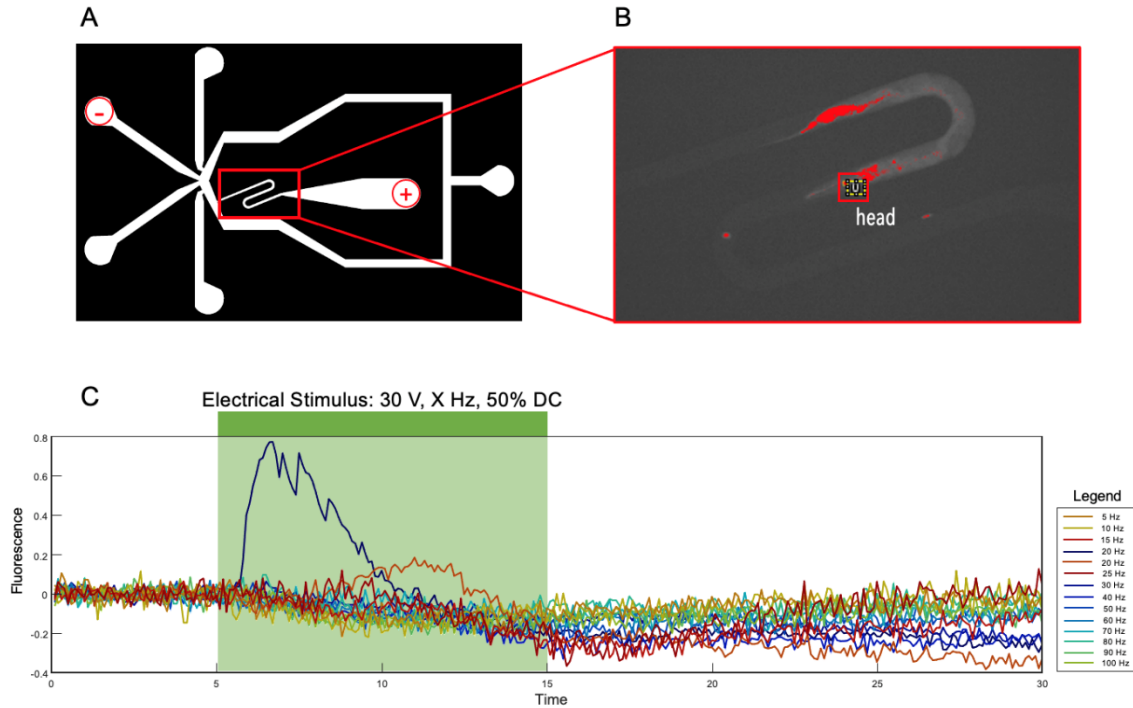 A
B
-
+
U
head
C
Electrical Stimulus: 30 V, X Hz, 50% DC
0.8
0.6
0.4
0.2
0
-0.2
-0.4
Fluorescence
0
5
10
15
20
25
30
Time
Legend
5 Hz
10 Hz
15 Hz
20 Hz
20 Hz
25 Hz
30 Hz
40 Hz
50 Hz
60 Hz
70 Hz
80 Hz
90 Hz
100 Hz